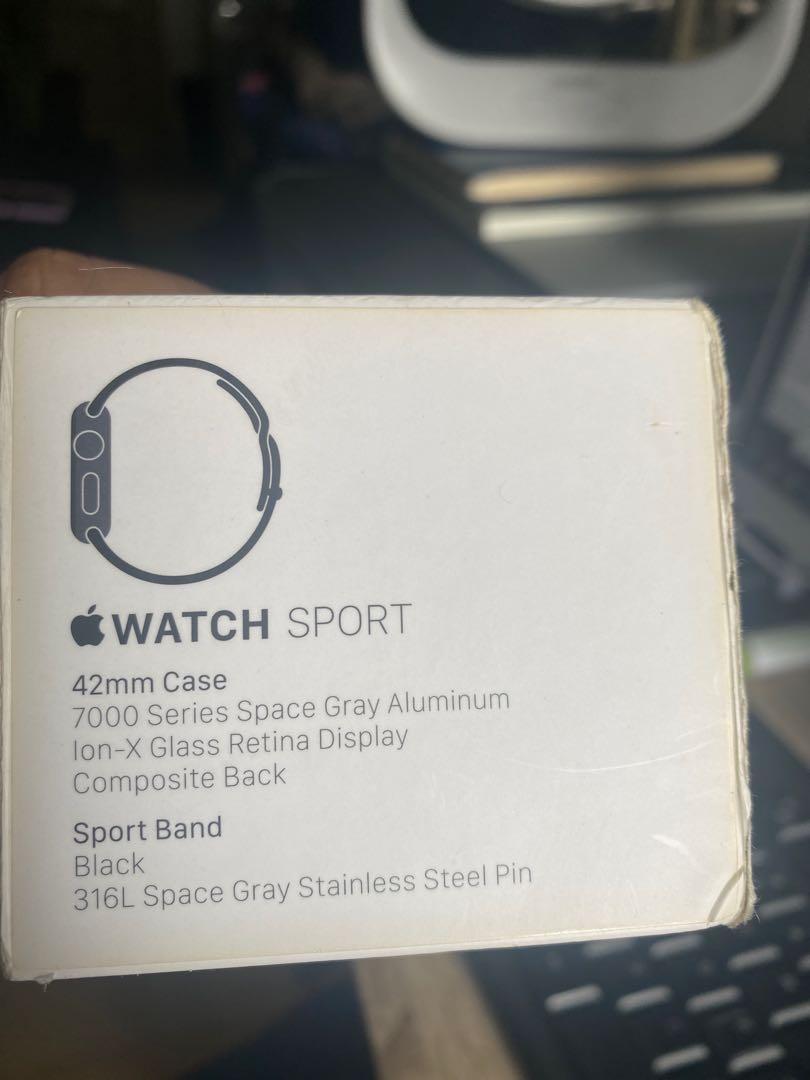 WATCH SPORT
42mm Case
7000 Series Space Gray Aluminum
Ion-X Glass Retina Display
Composite Back
Sport Band
Black
316L Space Gray Stainless Steel Pin